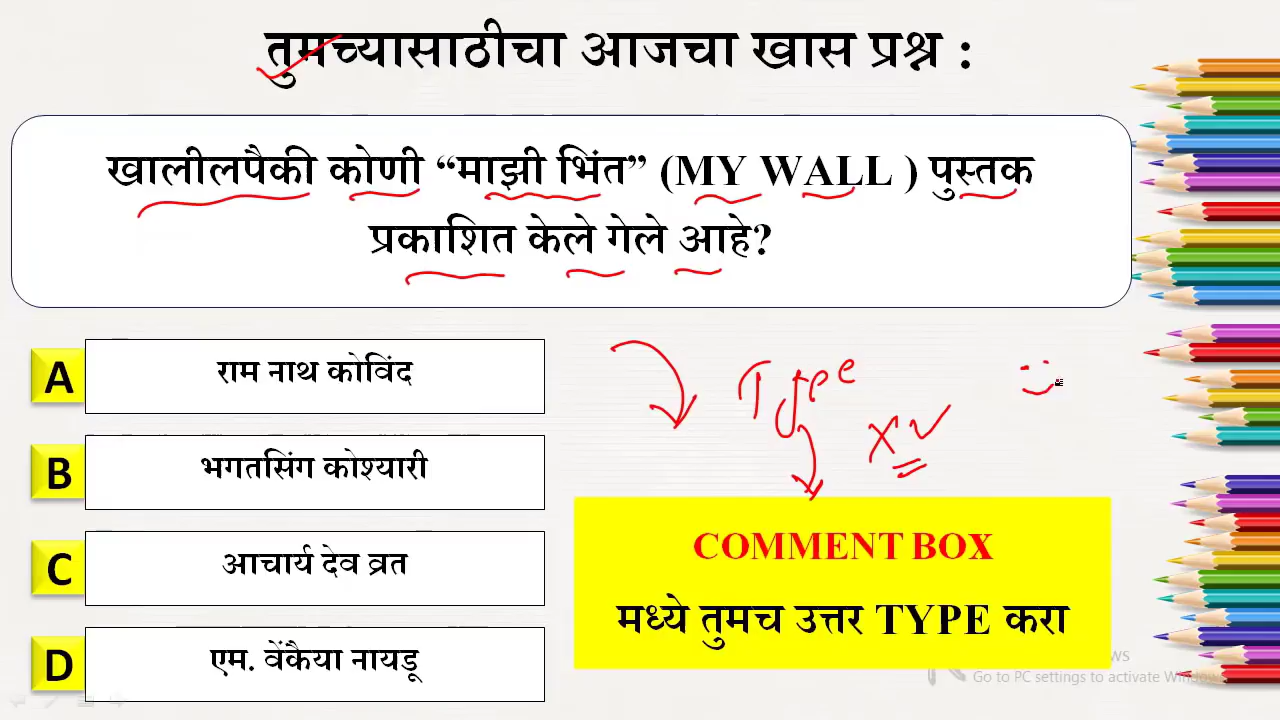 तुमच्यासाठीचा आजचा खास प्रश्न :
खालीलपैकी कोणी “माझी भिंत” (MY WALL ) पुस्तक
प्रकाशित केले गेले आहे?
A
राम नाथ कोविंद
B
भगतसिंग कोश्यारी
C
आचार्य देव व्रत
D
एम. वेंकैया नायडू
Type
COMMENT BOX
मध्ये तुमच उत्तर TYPE करा
Go to PC settings to activate Windows